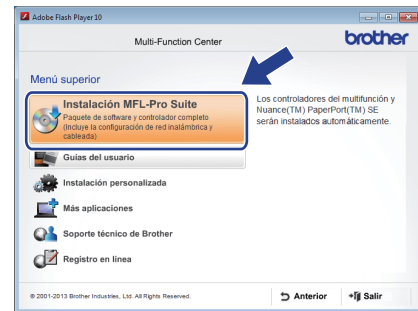 Adobe Flash Player 10
Multi-Function Center
brother
Menú superior
Instalación MFL-Pro Suite
Paquete de software y controlador completo
(Incluye la configuración de red inalámbrica y
cableada)
Los controladores del multifunción y
Nuance(TM) PaperPort(TM) SE
serán instalados automáticamente.
Guías del usuario
Instalación personalizada
Más aplicaciones
Soporte técnico de Brother
Registro en línea
© 2001-2013 Brother Industries, Ltd. All Rights Reserved.
Anterior
Salir